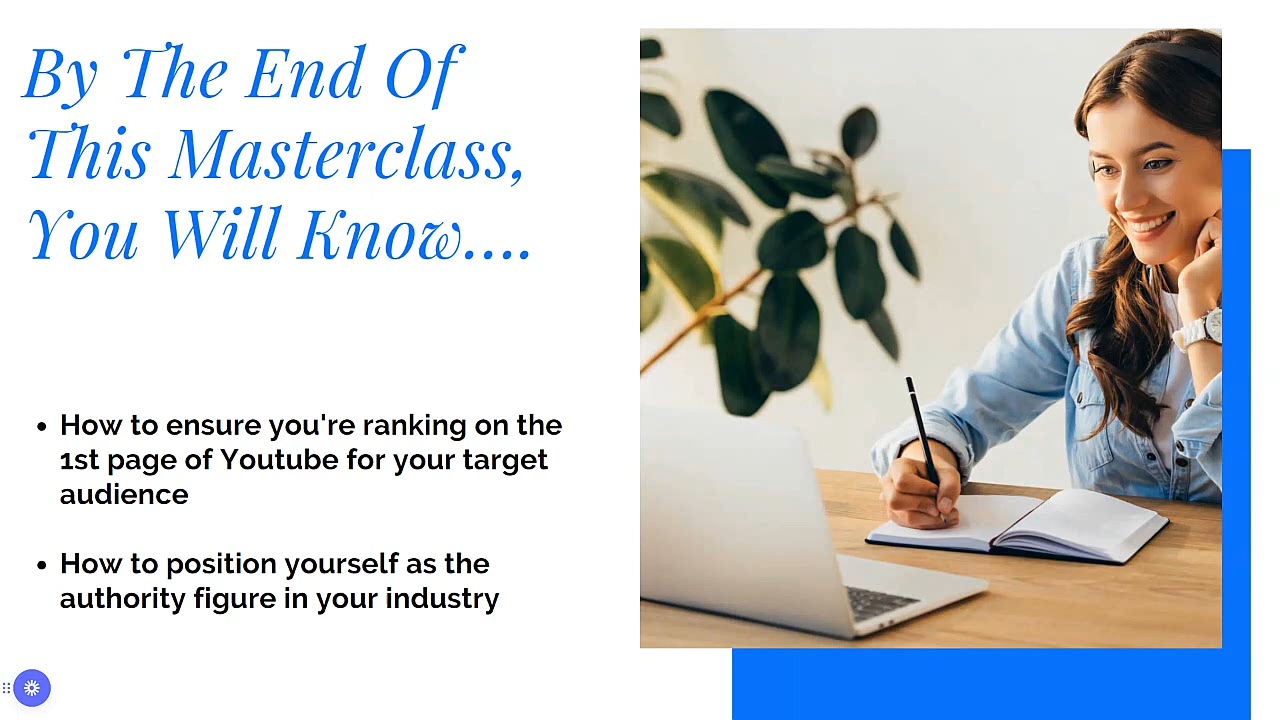 By The End Of
This Masterclass,
You Will Know....
• How to ensure you're ranking on the
1st page of Youtube for your target
audience
• How to position yourself as the
authority figure in your industry